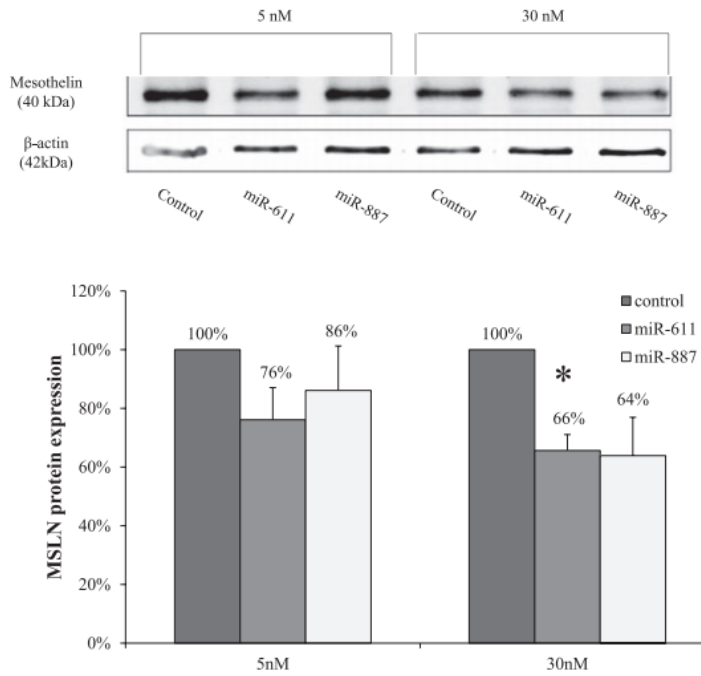 5 nM 30 nM
Mesothelin
(40 kDa)
β-actin
(42kDa)
Control miR-611 miR-887 Control miR-611 miR-887
120%
100%
80%
60%
40%
20%
0%
MSLN protein expression
100% 76% 86%
100% * 66% 64%
control
miR-611
miR-887
5nM 30nM